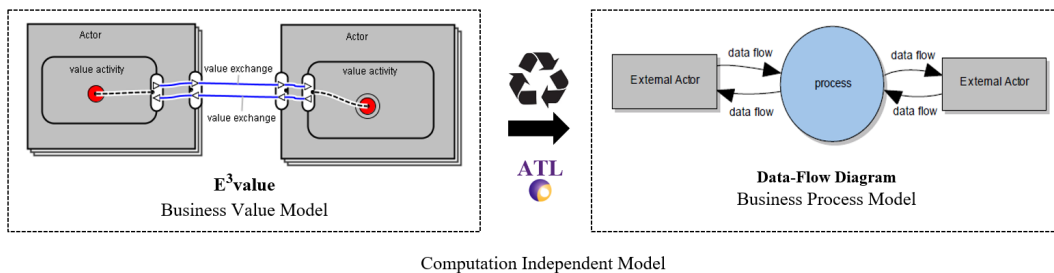 Actor
value activity
value exchange
value exchange
Actor
value activity
E³value
Business Value Model
ATL
External Actor
data flow
data flow
process
data flow
data flow
External Actor
Data-Flow Diagram
Business Process Model
Computation Independent Model